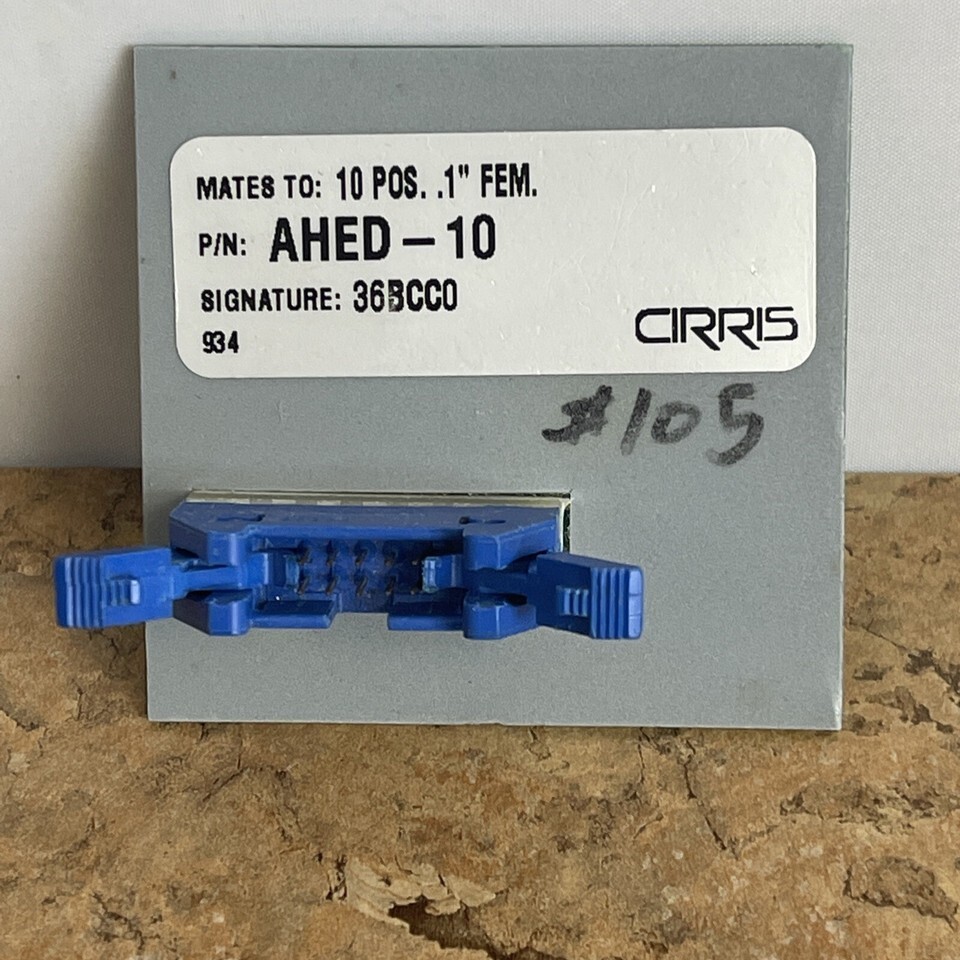 MATES TO: 10 POS. .1" FEM.
P/N: AHED - 10
SIGNATURE: 36BCC0
934
CIRRIS
#105